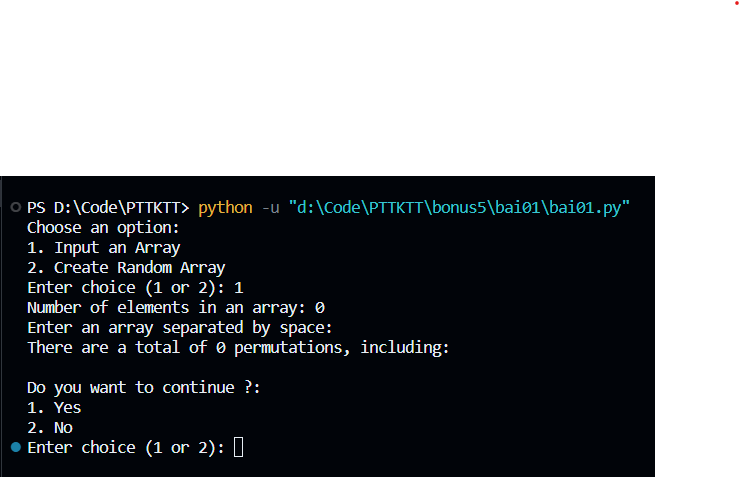 PS D:\Code\PTTKTT> python -u "d:\Code\PTTKTT\bonus5\bai01\bai01.py"
Choose an option:
1. Input an Array
2. Create Random Array
Enter choice (1 or 2): 1
Number of elements in an array: 0
Enter an array separated by space:
There are a total of 0 permutations, including:
Do you want to continue ?:
1. Yes
2. No
Enter choice (1 or 2):